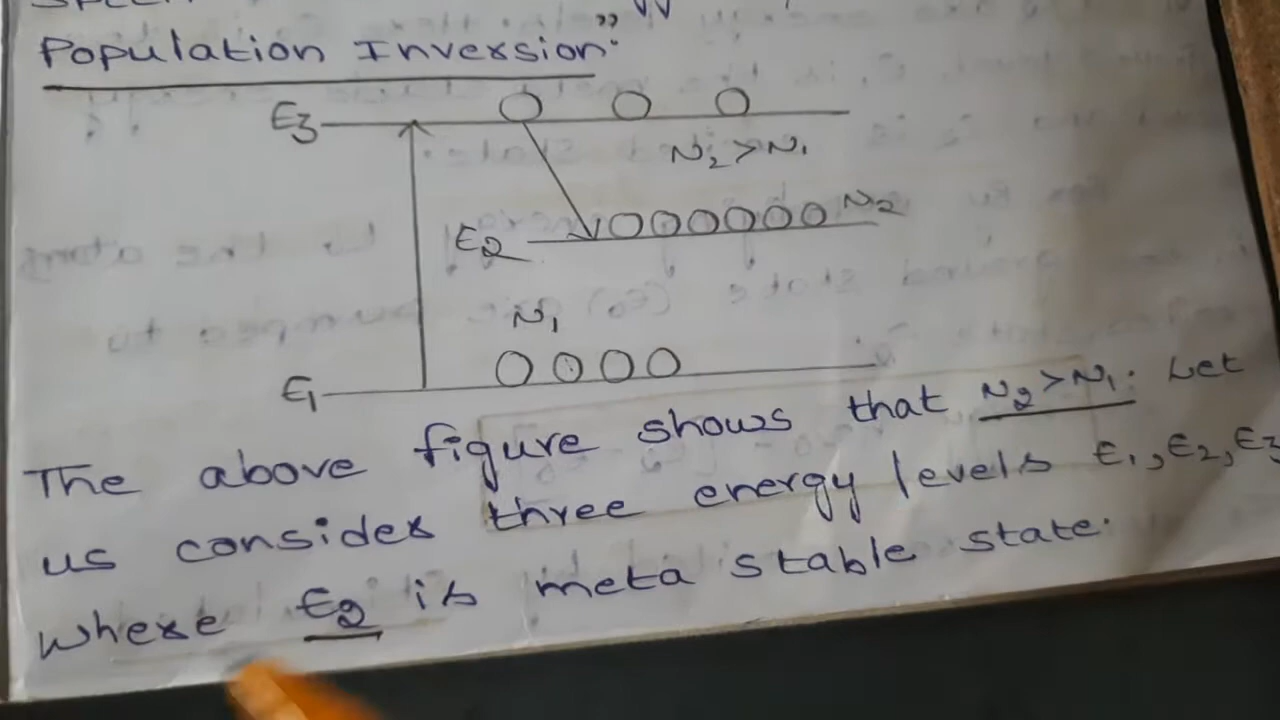 Population Inversion"
E3
N2 > N1
E2
N2
N1
E1
The above figure shows that N2 > N1. Let
us consider three energy levels E1, E2, E3
where E2 is meta stable state.